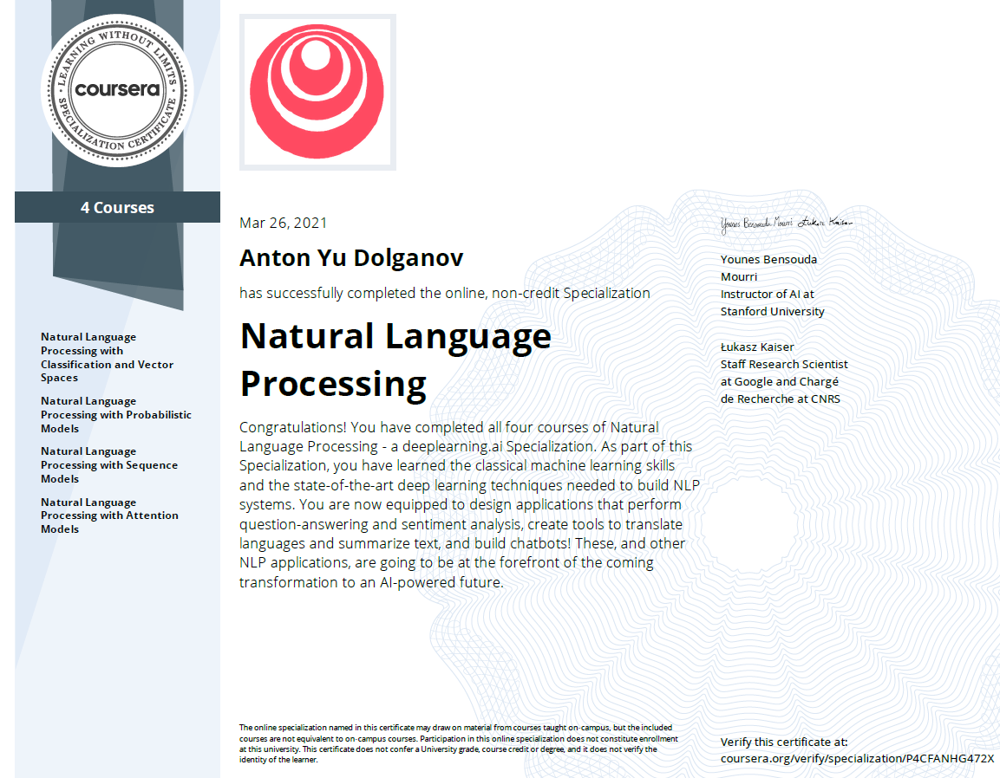 LEARNING WITHOUT LIMITS
coursera
SPECIALIZATION CERTIFICATE
4 Courses
Natural Language
Processing with
Classification and Vector
Spaces
Natural Language
Processing with Probabilistic
Models
Natural Language
Processing with Sequence
Models
Natural Language
Processing with Attention
Models
Mar 26, 2021
Anton Yu Dolganov
has successfully completed the online, non-credit Specialization
Natural Language
Processing
Congratulations! You have completed all four courses of Natural
Language Processing - a deeplearning.ai Specialization. As part of this
Specialization, you have learned the classical machine learning skills
and the state-of-the-art deep learning techniques needed to build NLP
systems. You are now equipped to design applications that perform
question-answering and sentiment analysis, create tools to translate
languages and summarize text, and build chatbots! These, and other
NLP applications, are going to be at the forefront of the coming
transformation to an AI-powered future.
The online specialization named in this certificate may draw on material from courses taught on-campus, but the included
courses are not equivalent to on-campus courses. Participation in this online specialization does not constitute enrollment
at this university. This certificate does not confer a University grade, course credit or degree, and it does not verify the
identity of the learner.
Younes Bensouda Mourri Łukasz Kaiser
Younes Bensouda
Mourri
Instructor of AI at
Stanford University
Łukasz Kaiser
Staff Research Scientist
at Google and Chargé
de Recherche at CNRS
Verify this certificate at:
coursera.org/verify/specialization/P4CFANHG472X